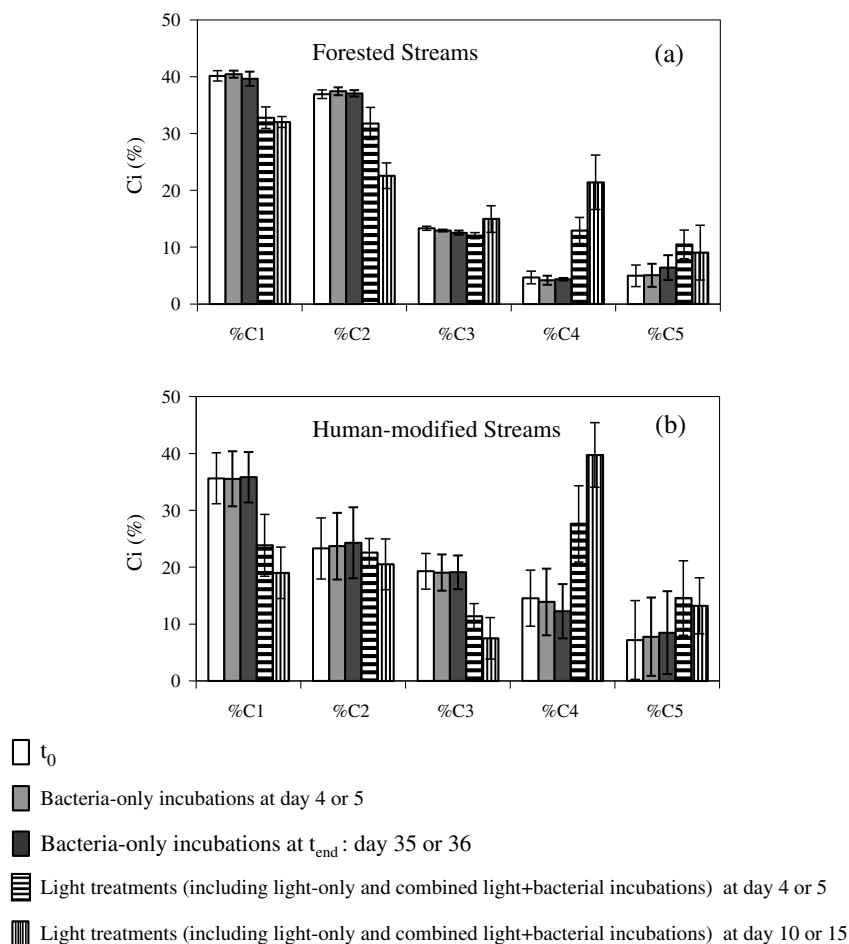 Forested Streams
(a)
50
40
30
20
10
0
Ci (%)
%C1 %C2 %C3 %C4 %C5
Human-modified Streams
(b)
50
40
30
20
10
0
Ci (%)
%C1 %C2 %C3 %C4 %C5
t0
Bacteria-only incubations at day 4 or 5
Bacteria-only incubations at tend: day 35 or 36
Light treatments (including light-only and combined light+bacterial incubations) at day 4 or 5
Light treatments (including light-only and combined light+bacterial incubations) at day 10 or 15